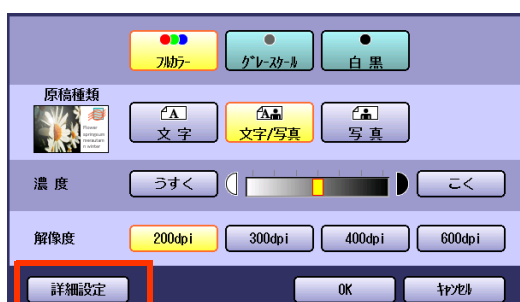 ﾌﾙｶﾗｰ ｸﾞﾚｰｽｹｰﾙ 白 黒
原稿種類
A A
文 字 文字/写真 写 真
濃 度 うすく こく
解像度 200dpi 300dpi 400dpi 600dpi
詳細設定 OK ｷｬﾝｾﾙ